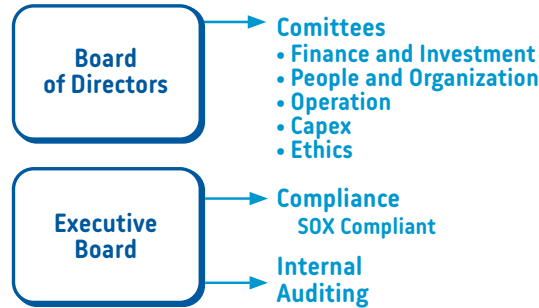 Board
of Directors
Comittees
• Finance and Investment
• People and Organization
• Operation
• Capex
• Ethics
Executive
Board
Compliance
SOX Compliant
Internal
Auditing